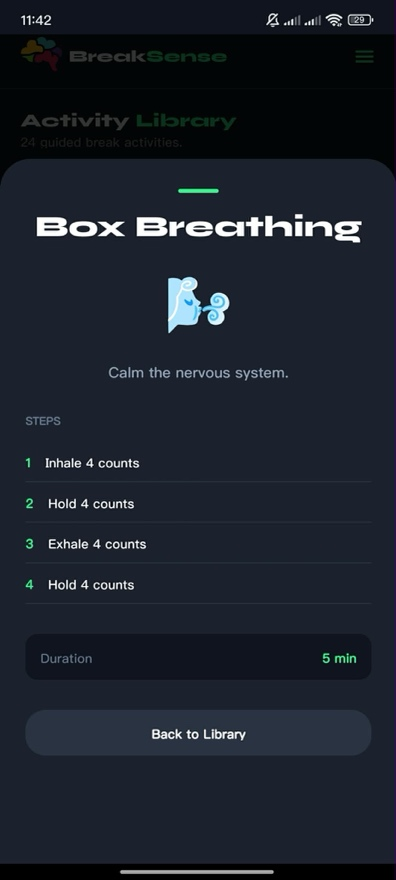 11:42
29
BreakSense
Activity Library
24 guided break activities.
Box Breathing
Calm the nervous system.
STEPS
1 Inhale 4 counts
2 Hold 4 counts
3 Exhale 4 counts
4 Hold 4 counts
Duration 5 min
Back to Library